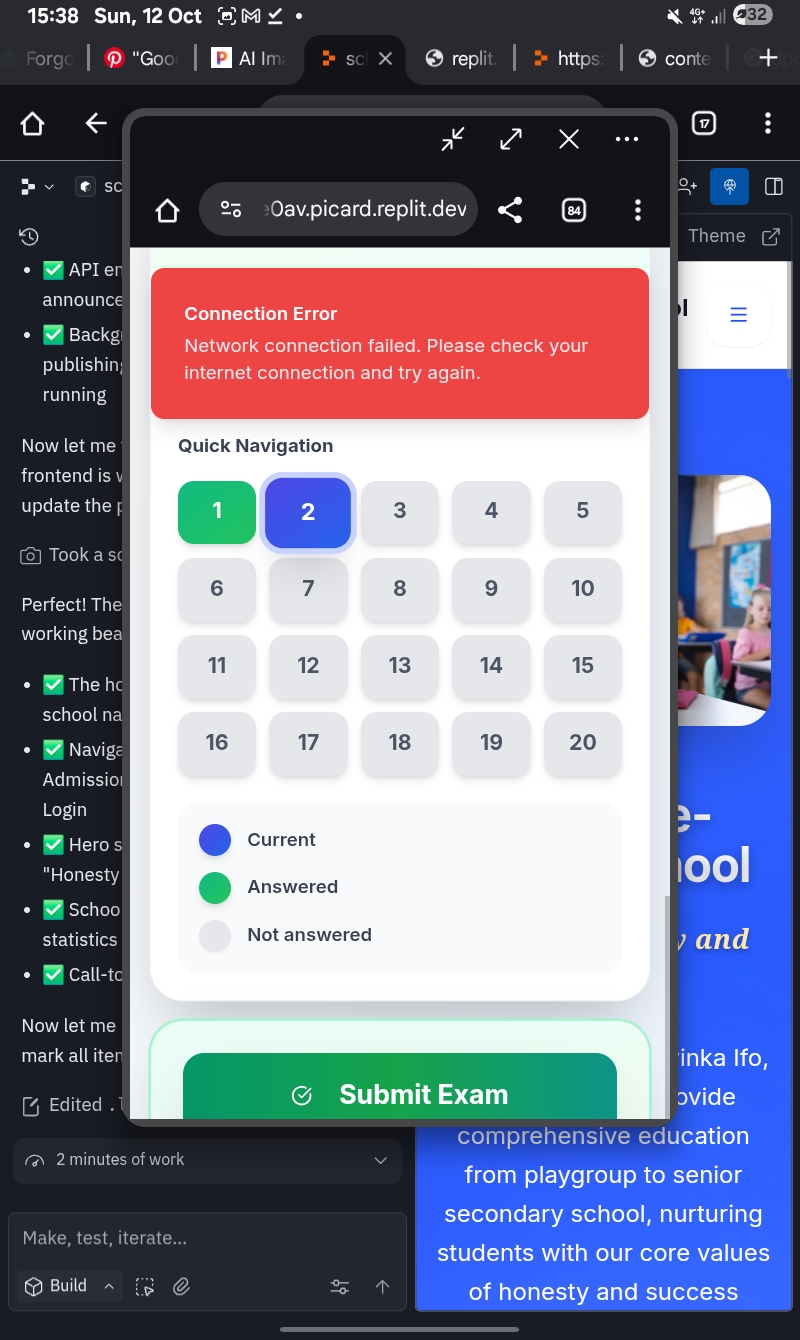 15:38 Sun, 12 Oct
4G+
32
Forgo
"Goo
AI Ima
sc
replit.
https:
conte
17
sc
Theme
0av.picard.replit.dev
84
✅ API en
announce
✅ Backg
publishing
running
Now let me
frontend is w
update the p
Took a sc
Perfect! The
working bea
✅ The ho
school na
✅ Naviga
Admission
Login
✅ Hero s
"Honesty
✅ Schoo
statistics
✅ Call-to
Now let me
mark all item
Edited .l
2 minutes of work
Make, test, iterate...
Build
Connection Error
Network connection failed. Please check your
internet connection and try again.
Quick Navigation
1 2 3 4 5
6 7 8 9 10
11 12 13 14 15
16 17 18 19 20
Current
Answered
Not answered
Submit Exam
ol
e-
hool
y and
inka Ifo,
ovide
comprehensive education
from playgroup to senior
secondary school, nurturing
students with our core values
of honesty and success